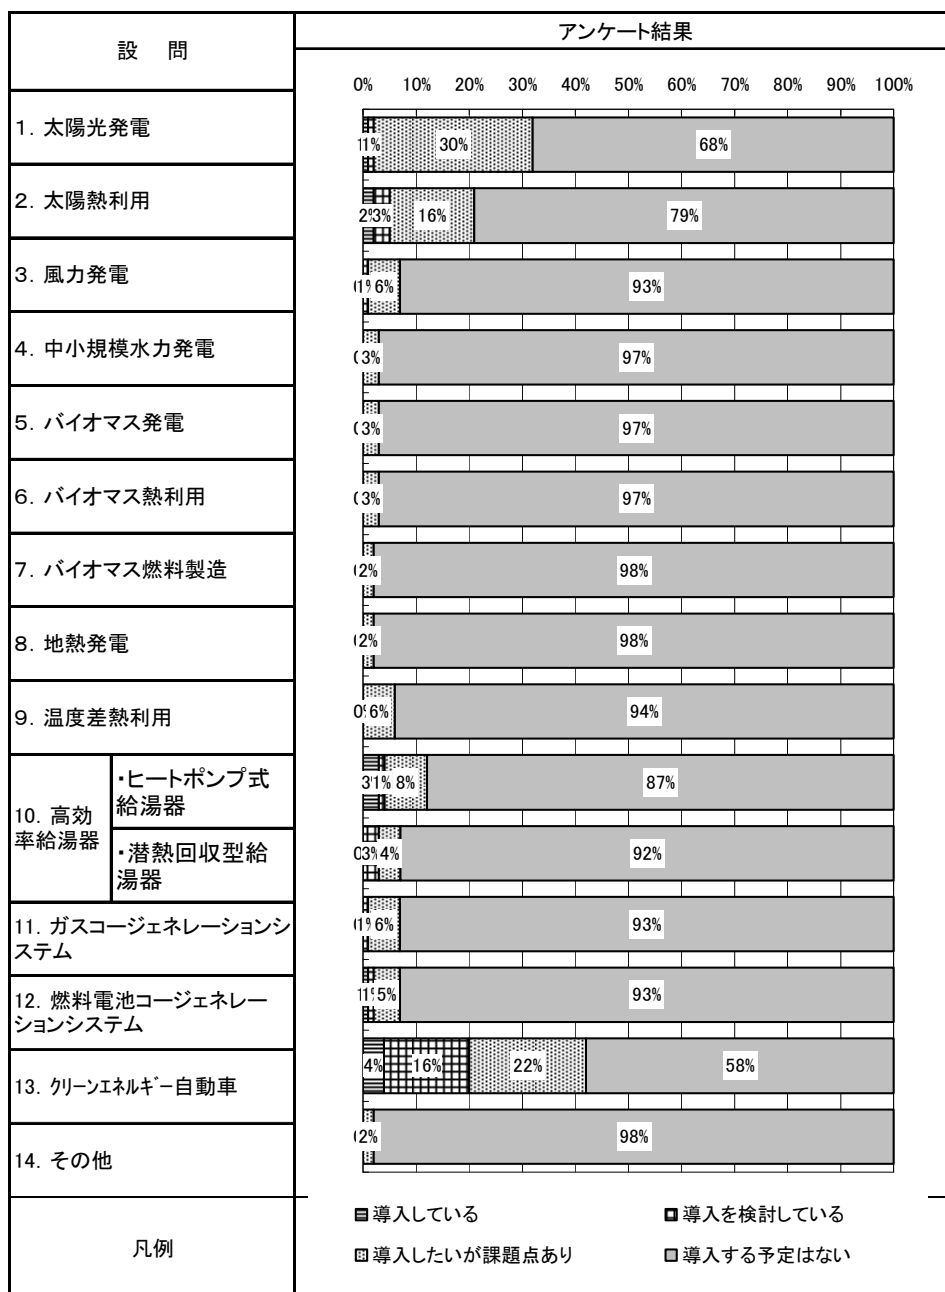 設 問
アンケート結果
0% 10% 20% 30% 40% 50% 60% 70% 80% 90% 100%
1. 太陽光発電
1% 30% 68%
2. 太陽熱利用
2% 3% 16% 79%
3. 風力発電
1% 6% 93%
4. 中小規模水力発電
3% 97%
5. バイオマス発電
3% 97%
6. バイオマス熱利用
3% 97%
7. バイオマス燃料製造
2% 98%
8. 地熱発電
2% 98%
9. 温度差熱利用
0% 6% 94%
10. 高効
率給湯器
・ヒートポンプ式
給湯器
3% 1% 8% 87%
・潜熱回収型給
湯器
3% 4% 92%
11. ガスコージェネレーションシ
ステム
1% 6% 93%
12. 燃料電池コージェネレー
ションシステム
1% 5% 93%
13. クリーンエネルギー自動車
4% 16% 22% 58%
14. その他
2% 98%
凡例
導入している
導入を検討している
導入したいが課題点あり
導入する予定はない